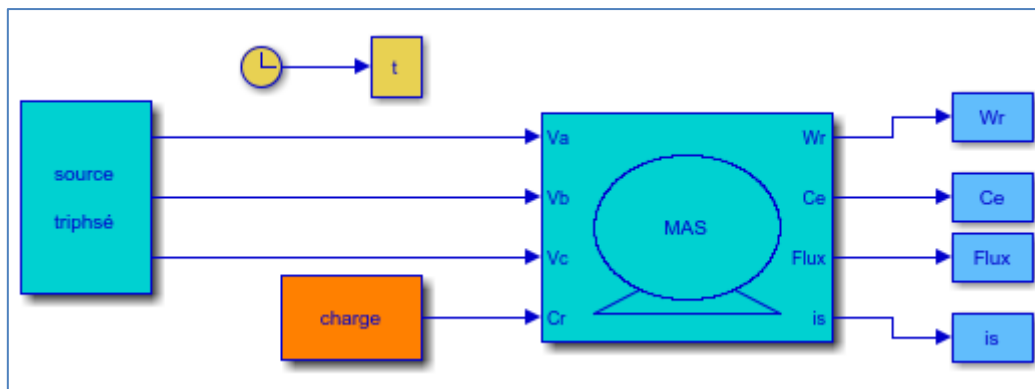 t
source
triphsé
Va
Vb
Vc
Cr
MAS
Wr
Ce
Flux
is
charge
Wr
Ce
Flux
is